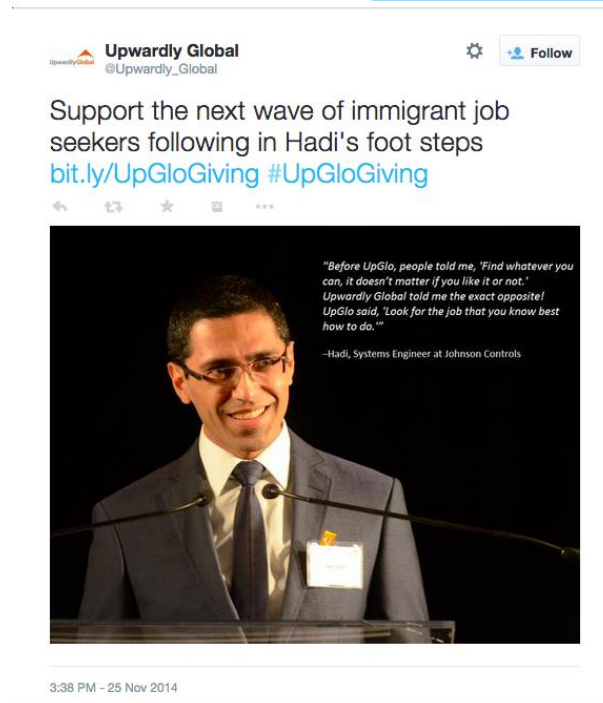 Upwardly Global
UpwardlyGlobal
@Upwardly_Global
Follow
Support the next wave of immigrant job
seekers following in Hadi's foot steps
bit.ly/UpGloGiving #UpGloGiving
"Before UpGlo, people told me, 'Find whatever you
can, it doesn't matter if you like it or not.'
Upwardly Global told me the exact opposite!
UpGlo said, 'Look for the job that you know best
how to do.'"
–Hadi, Systems Engineer at Johnson Controls
3:38 PM - 25 Nov 2014